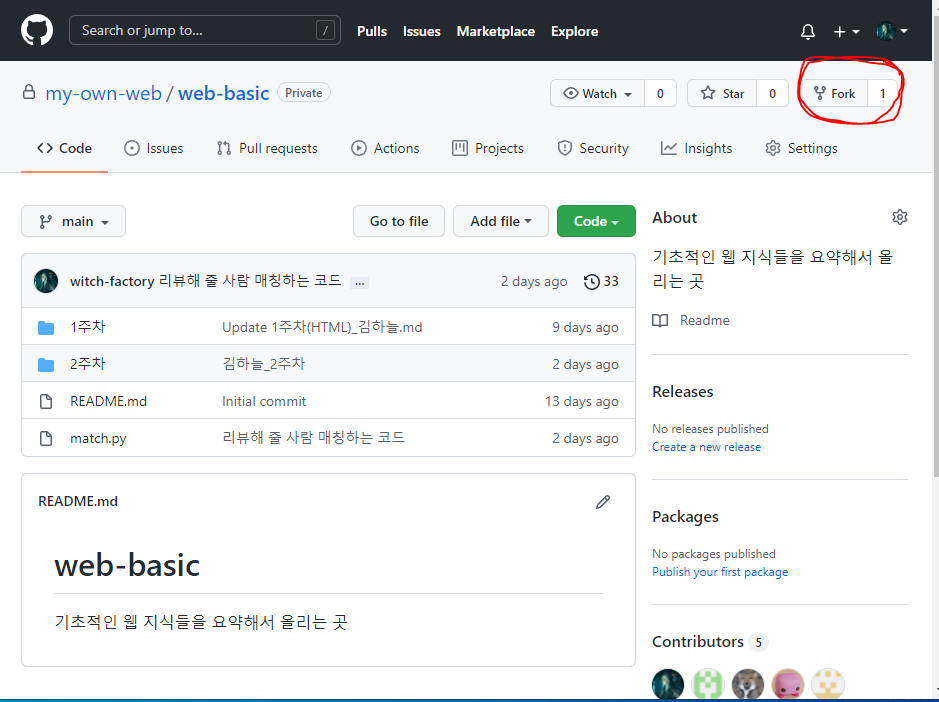 Search or jump to... / Pulls Issues Marketplace Explore
my-own-web / web-basic Private Watch 0 Star 0 Fork 1
Code Issues Pull requests Actions Projects Security Insights Settings
main Go to file Add file Code
witch-factory 리뷰해 줄 사람 매칭하는 코드 ... 2 days ago 33
1주차 Update 1주차(HTML)_김하늘.md 9 days ago
2주차 김하늘_2주차 2 days ago
README.md Initial commit 13 days ago
match.py 리뷰해 줄 사람 매칭하는 코드 2 days ago
README.md
web-basic
기초적인 웹 지식들을 요약해서 올리는 곳
About
기초적인 웹 지식들을 요약해서 올
리는 곳
Readme
Releases
No releases published
Create a new release
Packages
No packages published
Publish your first package
Contributors 5